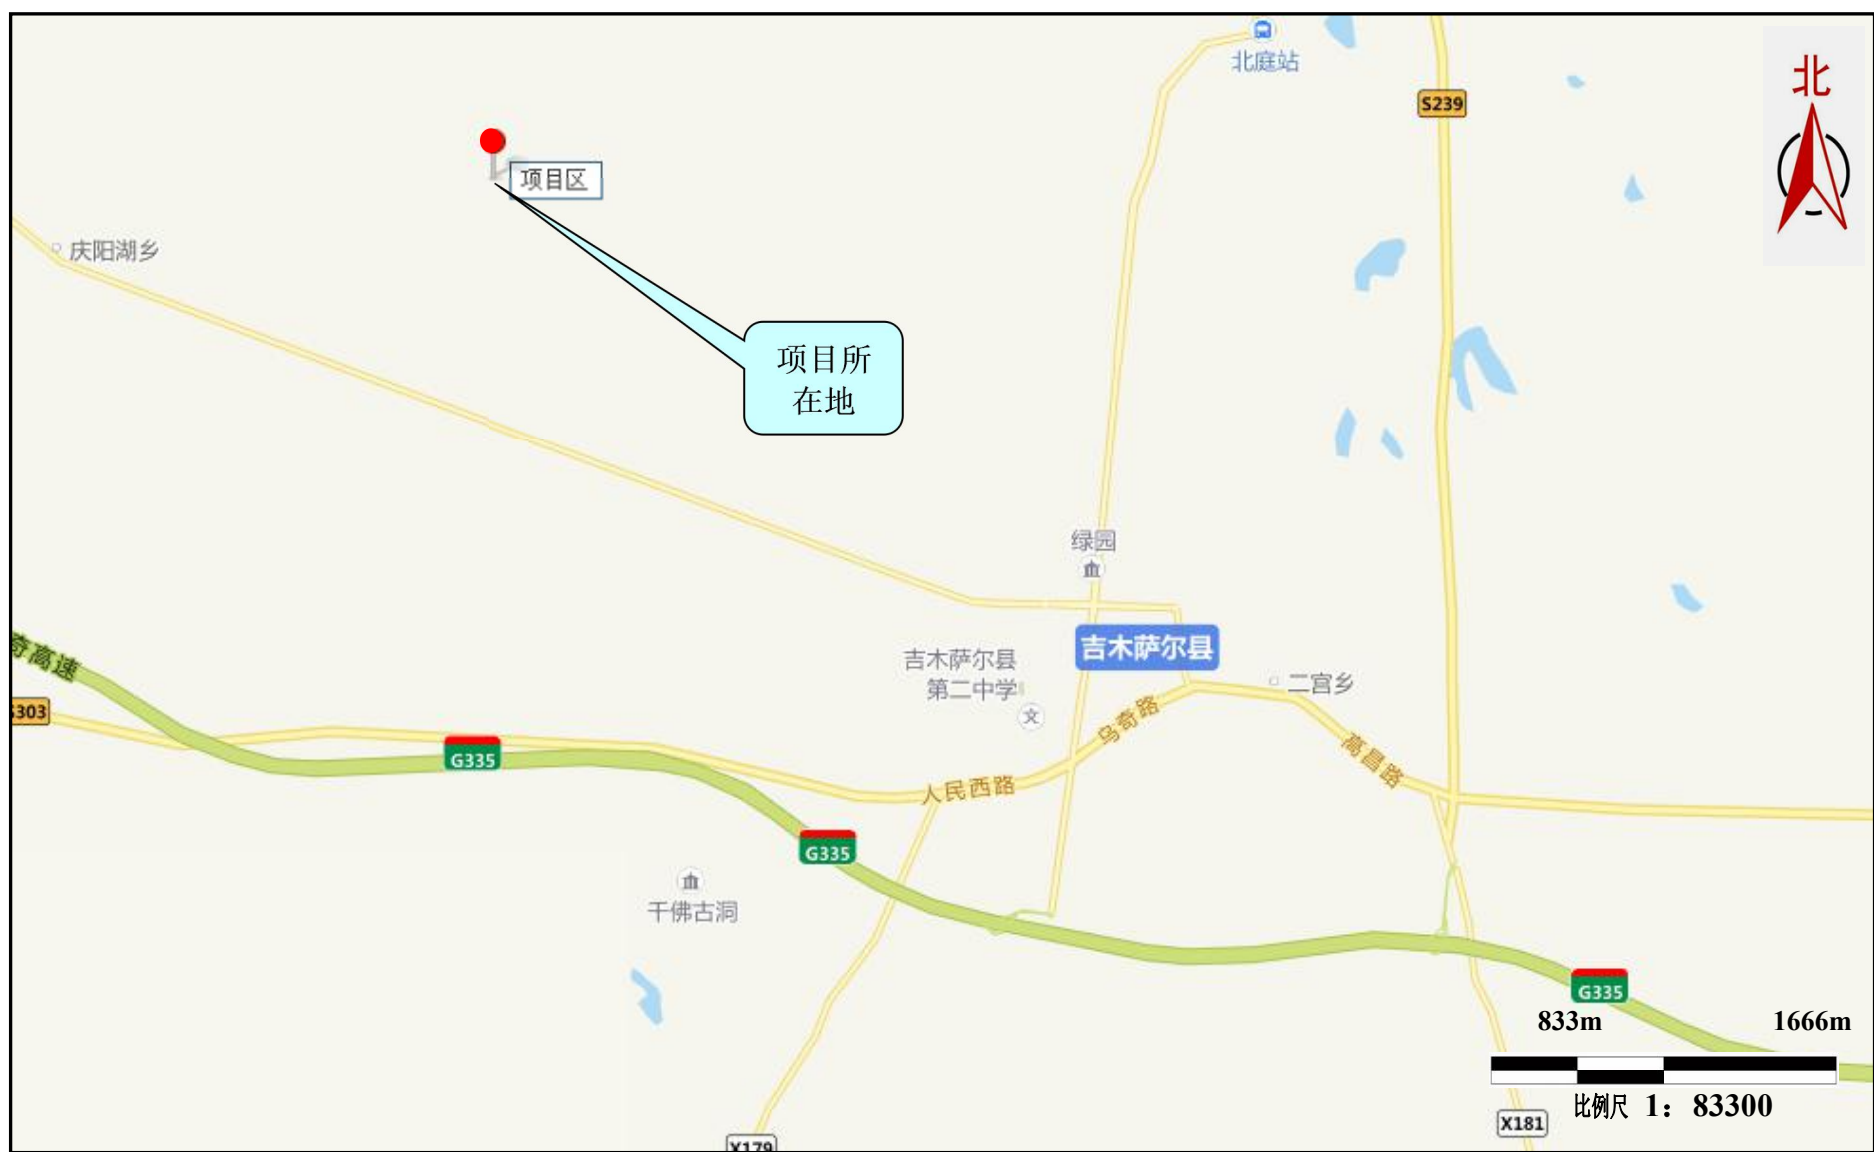 北庭站
北
S239
项目区
庆阳湖乡
项目所
在地
绿园
吉木萨尔县
吉木萨尔县
第二中学
文
二宫乡
奇高速
S303
乌奇路
高昌路
G335
人民西路
G335
千佛古洞
G335
833m 1666m
比例尺 1：83300
X181
X179